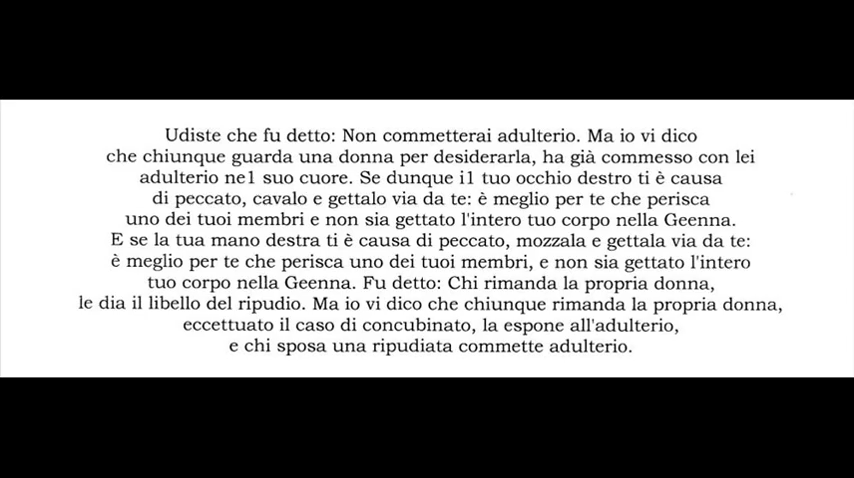 Udiste che fu detto: Non commetterai adulterio. Ma io vi dico
che chiunque guarda una donna per desiderarla, ha già commesso con lei
adulterio ne1 suo cuore. Se dunque i1 tuo occhio destro ti è causa
di peccato, cavalo e gettalo via da te: è meglio per te che perisca
uno dei tuoi membri e non sia gettato l'intero tuo corpo nella Geenna.
E se la tua mano destra ti è causa di peccato, mozzala e gettala via da te:
è meglio per te che perisca uno dei tuoi membri, e non sia gettato l'intero
tuo corpo nella Geenna. Fu detto: Chi rimanda la propria donna,
le dia il libello del ripudio. Ma io vi dico che chiunque rimanda la propria donna,
eccettuato il caso di concubinato, la espone all'adulterio,
e chi sposa una ripudiata commette adulterio.